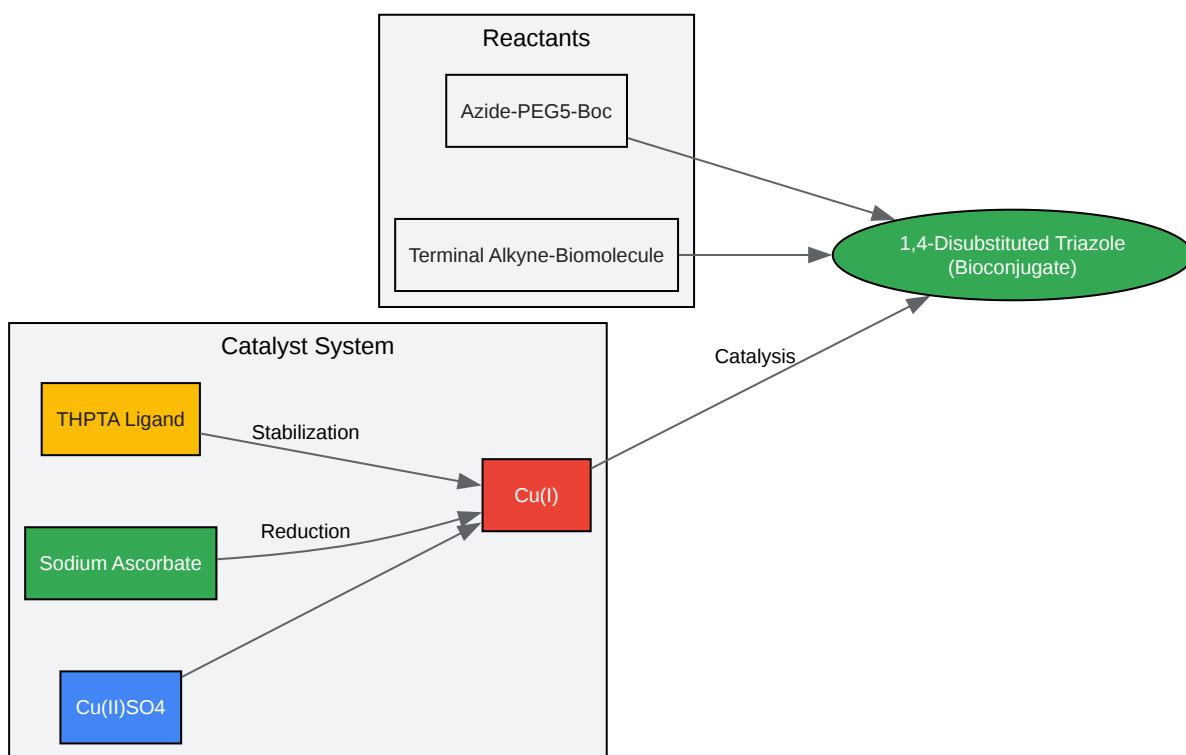 Reactants
Azide-PEG5-Boc
Terminal Alkyne-Biomolecule
1,4-Disubstituted Triazole
(Bioconjugate)
Catalysis
Catalyst System
THPTA Ligand
Stabilization
Cu(I)
Reduction
Sodium Ascorbate
Cu(II)SO4